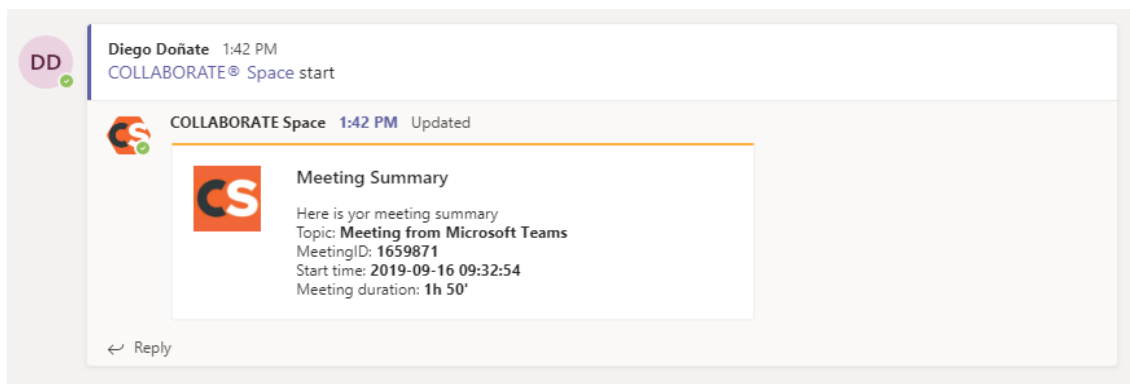 DD
Diego Doñate 1:42 PM
COLLABORATE® Space start
CS
COLLABORATE Space 1:42 PM Updated
CS
Meeting Summary
Here is yor meeting summary
Topic: Meeting from Microsoft Teams
MeetingID: 1659871
Start time: 2019-09-16 09:32:54
Meeting duration: 1h 50'
Reply